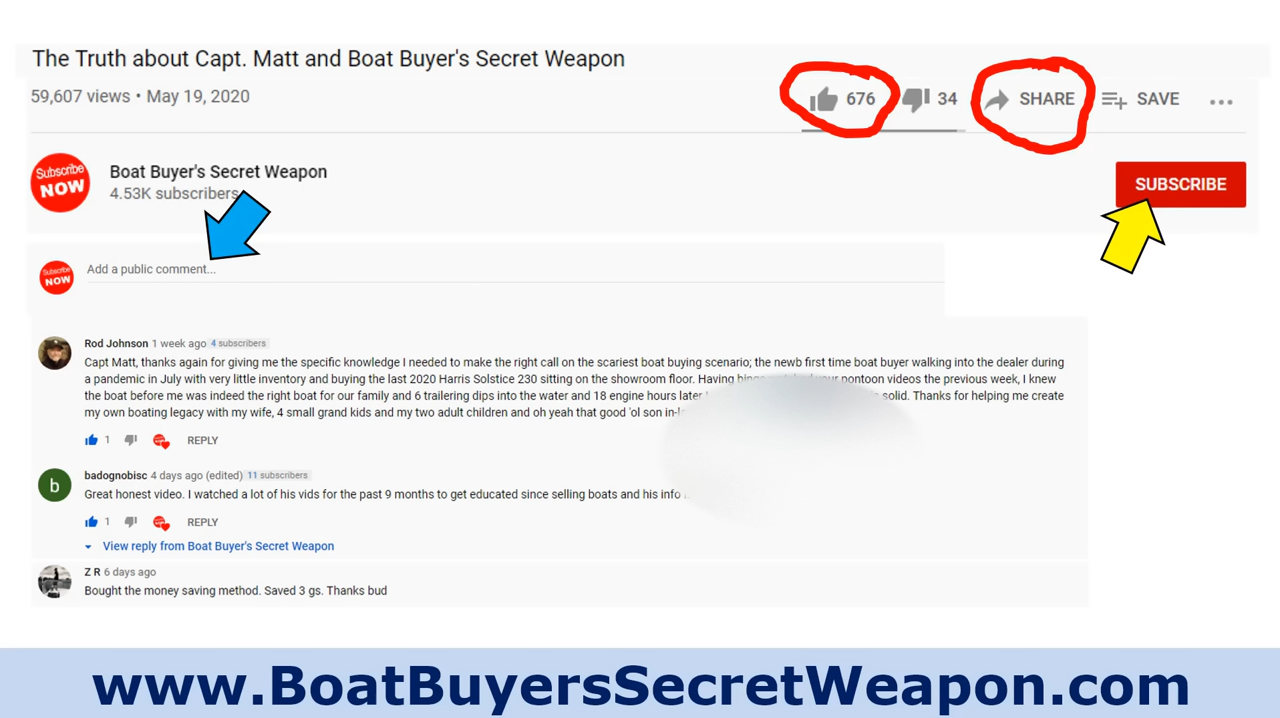 The Truth about Capt. Matt and Boat Buyer's Secret Weapon
59,607 views • May 19, 2020
676
34
SHARE
SAVE
...
Subscribe
NOW
Boat Buyer's Secret Weapon
4.53K subscribers
SUBSCRIBE
Subscribe
NOW
Add a public comment...
Rod Johnson 1 week ago 4 subscribers
Capt Matt, thanks again for giving me the specific knowledge I needed to make the right call on the scariest boat buying scenario; the newb first time boat buyer walking into the dealer during
a pandemic in July with very little inventory and buying the last 2020 Harris Solstice 230 sitting on the showroom floor. Having your pontoon videos the previous week, I knew
the boat before me was indeed the right boat for our family and 6 trailering dips into the water and 18 engine hours later solid. Thanks for helping me create
my own boating legacy with my wife, 4 small grand kids and my two adult children and oh yeah that good 'ol son
1
REPLY
b
badognobisc 4 days ago (edited) 11 subscribers
Great honest video. I watched a lot of his vids for the past 9 months to get educated since selling boats and his info
1
REPLY
View reply from Boat Buyer's Secret Weapon
Z R 6 days ago
Bought the money saving method. Saved 3 gs. Thanks bud
www.BoatBuyersSecretWeapon.com